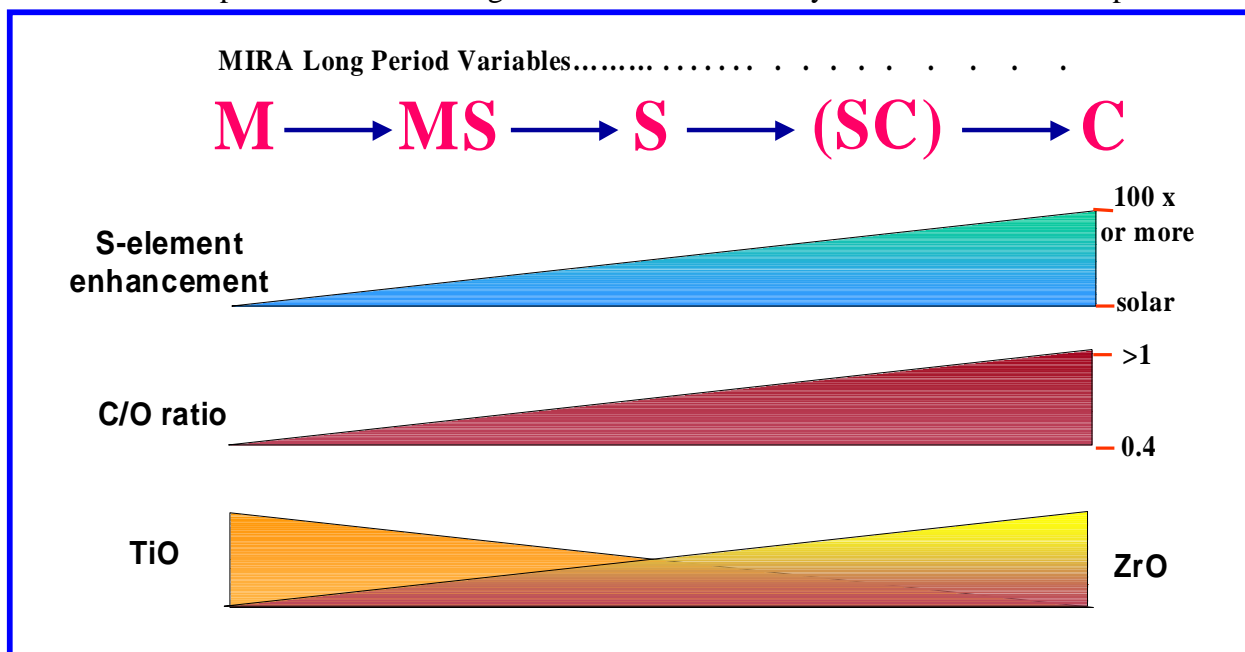 MIRA Long Period Variables……... . . . . . . . . . . . . . . . . .
M MS S (SC) C
100 x
or more
S-element
enhancement
solar
>1
C/O ratio
0.4
TiO
ZrO